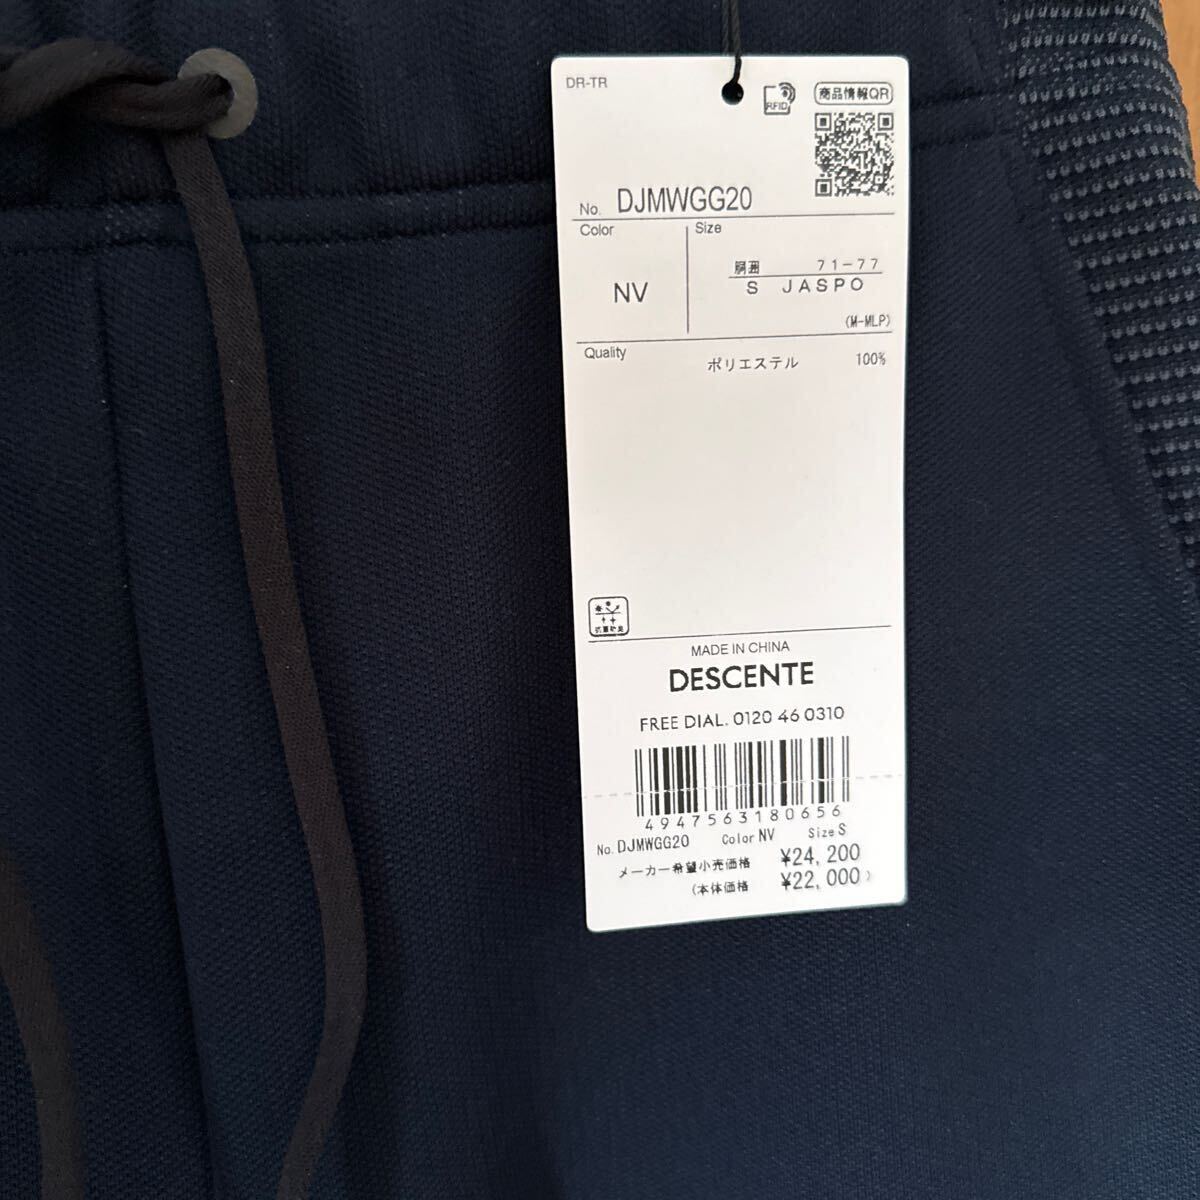 DR-TR
RFID
商品情報QR
No. DJMWGG20
Color
Size
NV
胴囲 71-77
S JASPO
(M-MLP)
Quality
ポリエステル 100%
抗菌防臭
MADE IN CHINA
DESCENTE
FREE DIAL. 0120 46 0310
4947563180656
No. DJMWGG20 Color NV Size S
メーカー希望小売価格 ¥24,200
(本体価格 ¥22,000)